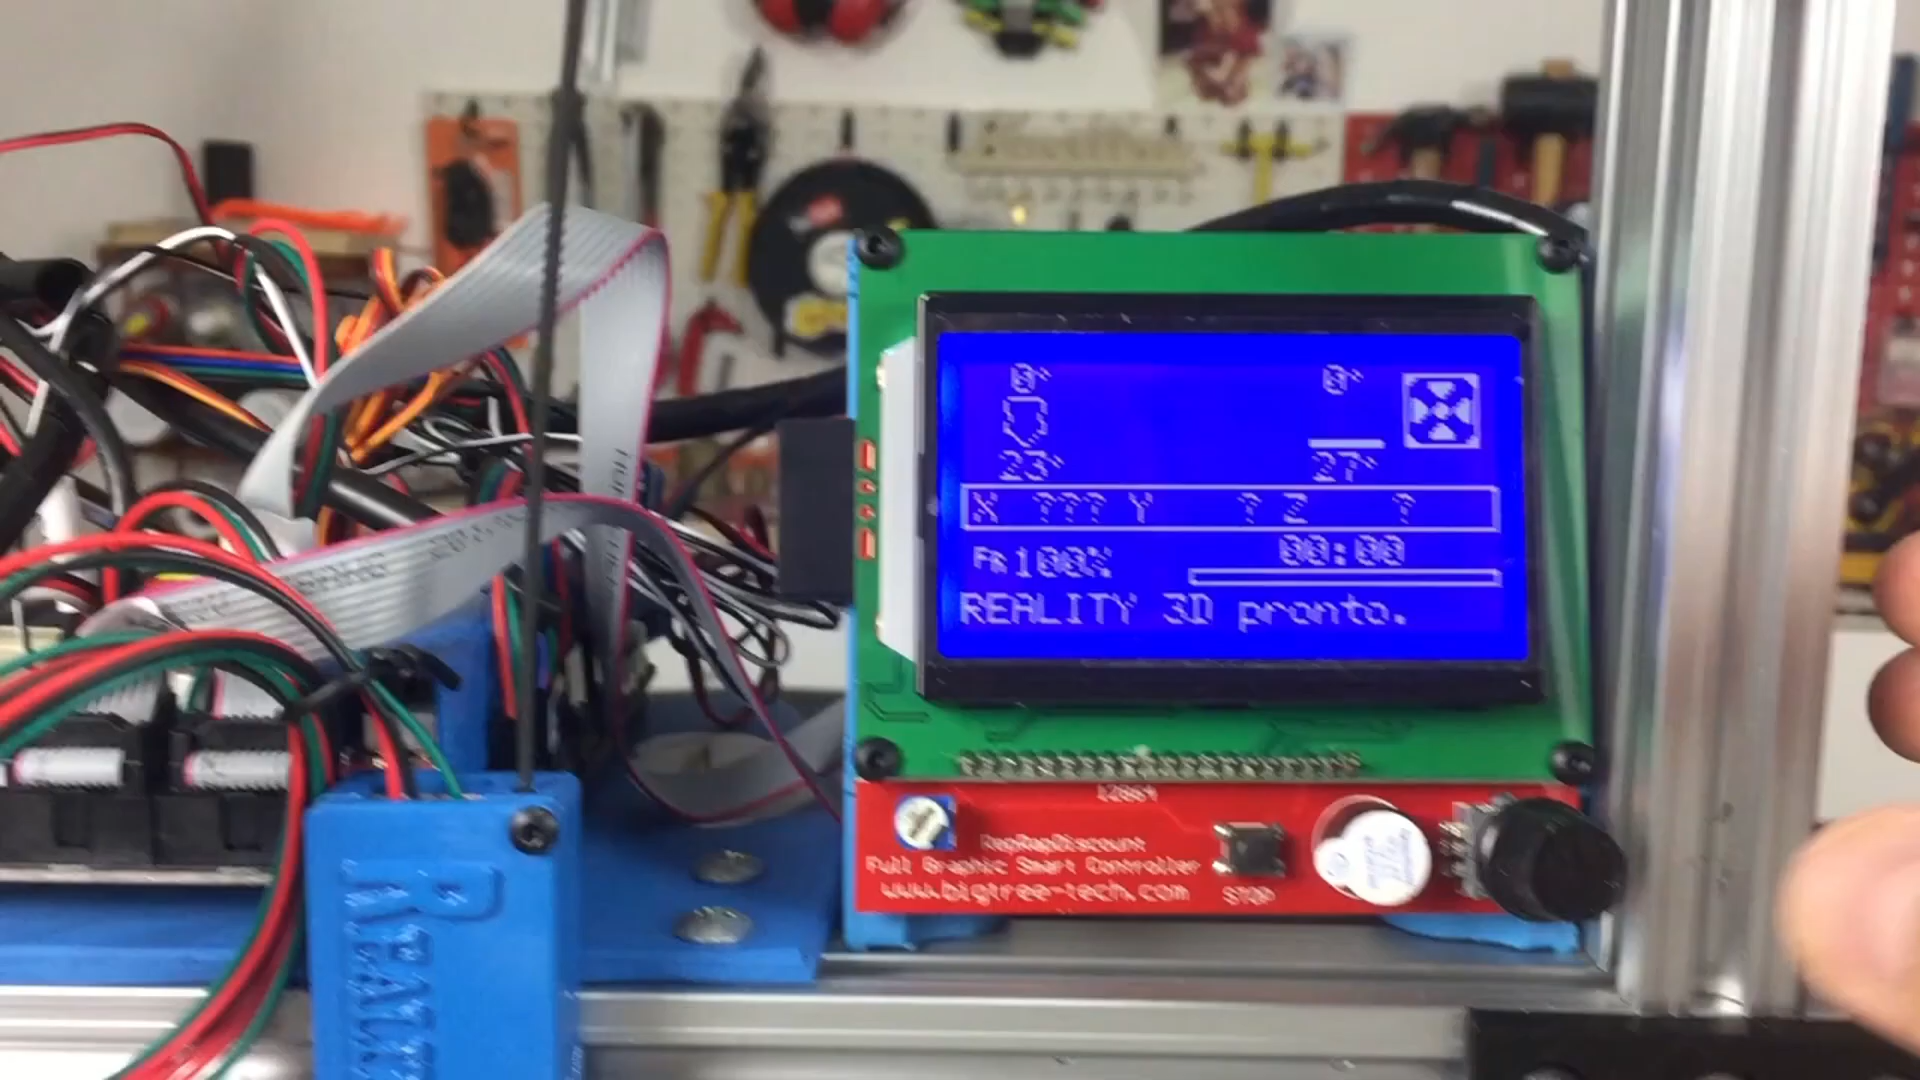 0° 0°
23° 27°
X ??? Y ? Z ?
FR 100% 00:00
REALITY 3D pronto.
12864
RepRapDiscount
Full Graphic Smart Controller
www.bigtree-tech.com
STOP